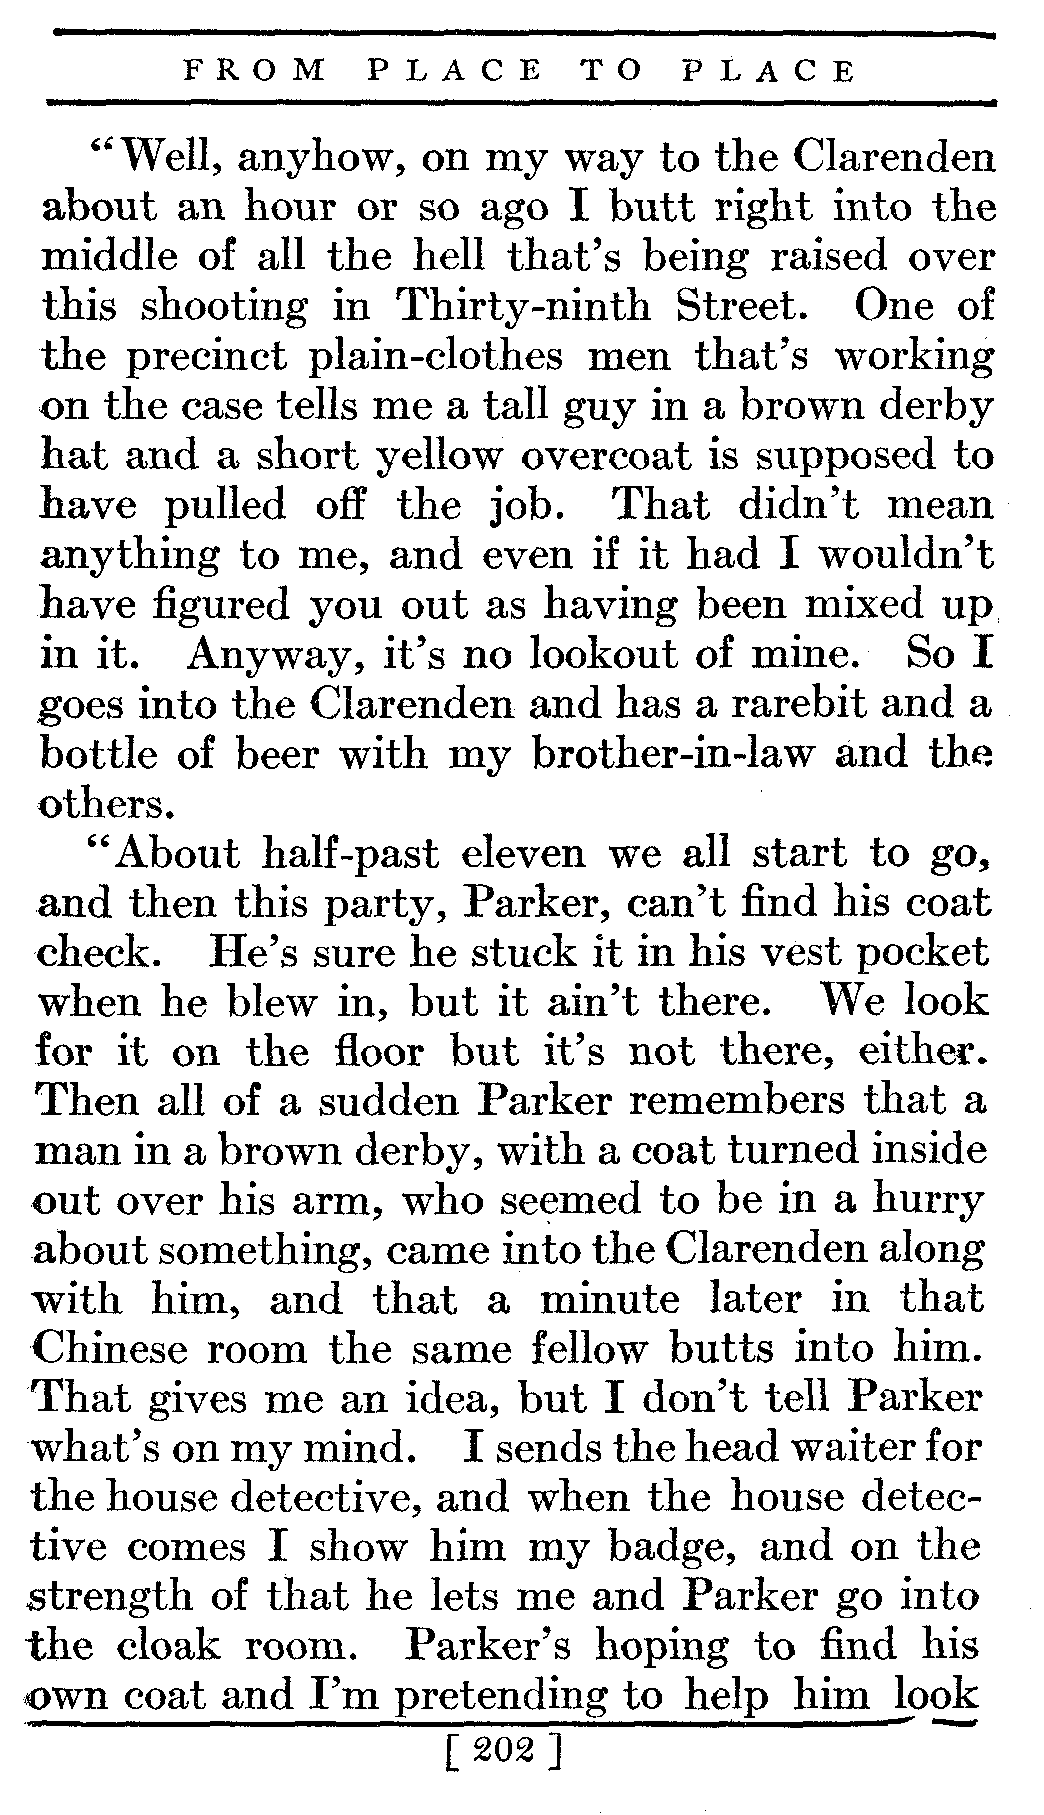 FROM PLACE TO PLACE
“Well, anyhow, on my way to the Clarenden
about an hour or so ago I butt right into the
middle of all the hell that’s being raised over
this shooting in Thirty-ninth Street. One of
the precinct plain-clothes men that’s working
on the case tells me a tall guy in a brown derby
hat and a short yellow overcoat is supposed to
have pulled off the job. That didn’t mean
anything to me, and even if it had I wouldn’t
have figured you out as having been mixed up
in it. Anyway, it’s no lookout of mine. So I
goes into the Clarenden and has a rarebit and a
bottle of beer with my brother-in-law and the
others.
“About half-past eleven we all start to go,
and then this party, Parker, can’t find his coat
check. He’s sure he stuck it in his vest pocket
when he blew in, but it ain’t there. We look
for it on the floor but it’s not there, either.
Then all of a sudden Parker remembers that a
man in a brown derby, with a coat turned inside
out over his arm, who seemed to be in a hurry
about something, came into the Clarenden along
with him, and that a minute later in that
Chinese room the same fellow butts into him.
That gives me an idea, but I don’t tell Parker
what’s on my mind. I sends the head waiter for
the house detective, and when the house detec-
tive comes I show him my badge, and on the
strength of that he lets me and Parker go into
the cloak room. Parker’s hoping to find his
own coat and I’m pretending to help him look
[ 202 ]